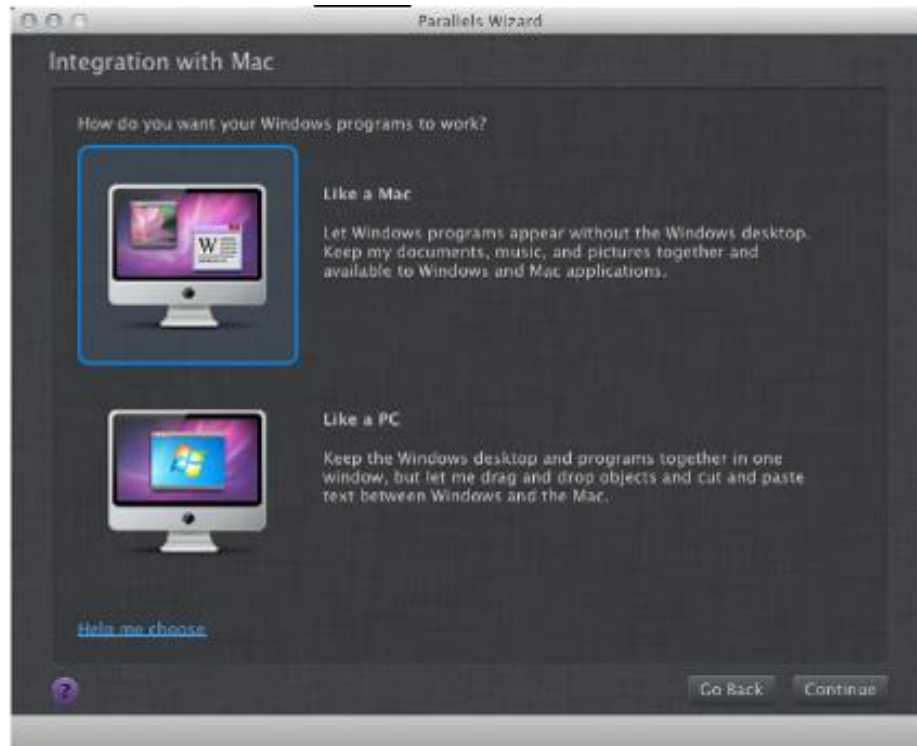 Parallels Wizard
Integration with Mac
How do you want your Windows programs to work?
Like a Mac
Let Windows programs appear without the Windows desktop.
Keep my documents, music, and pictures together and
available to Windows and Mac applications.
W
Like a PC
Keep the Windows desktop and programs together in one
window, but let me drag and drop objects and cut and paste
text between Windows and the Mac.
Help me choose
?
Go Back
Continue